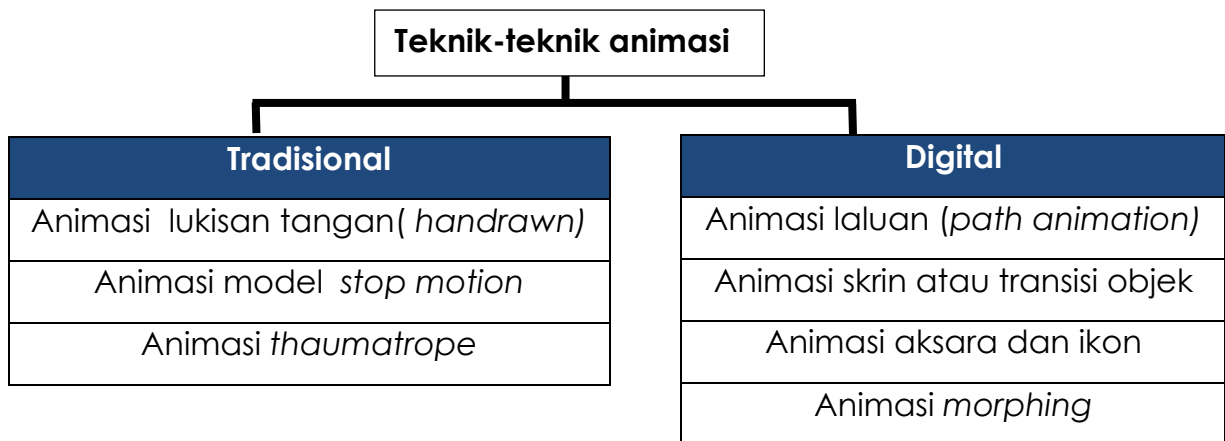 Teknik-teknik animasi
Tradisional
Animasi lukisan tangan( handrawn)
Animasi model stop motion
Animasi thaumatrope
Digital
Animasi laluan (path animation)
Animasi skrin atau transisi objek
Animasi aksara dan ikon
Animasi morphing